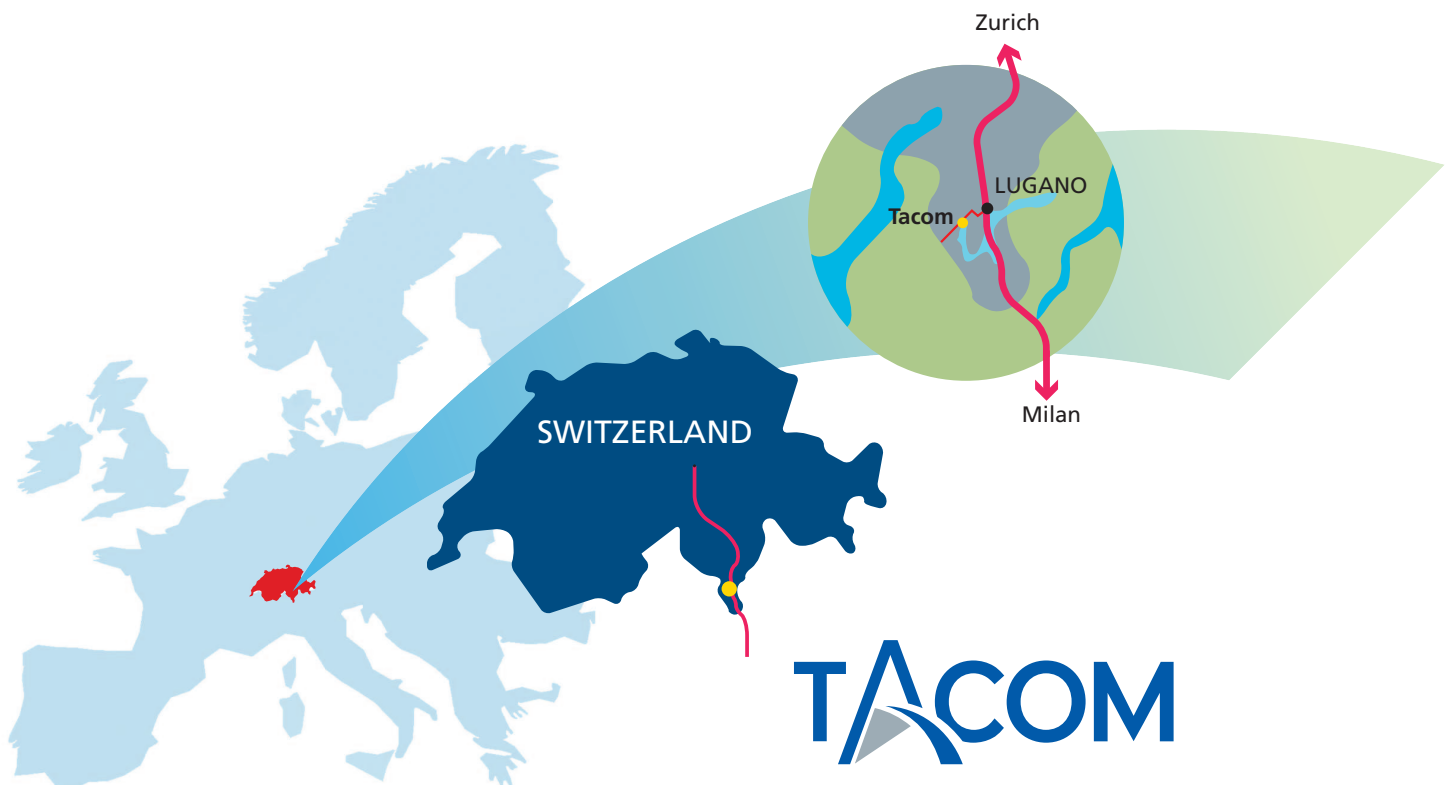 Zurich
LUGANO
Tacom
Milan
SWITZERLAND
TACOM